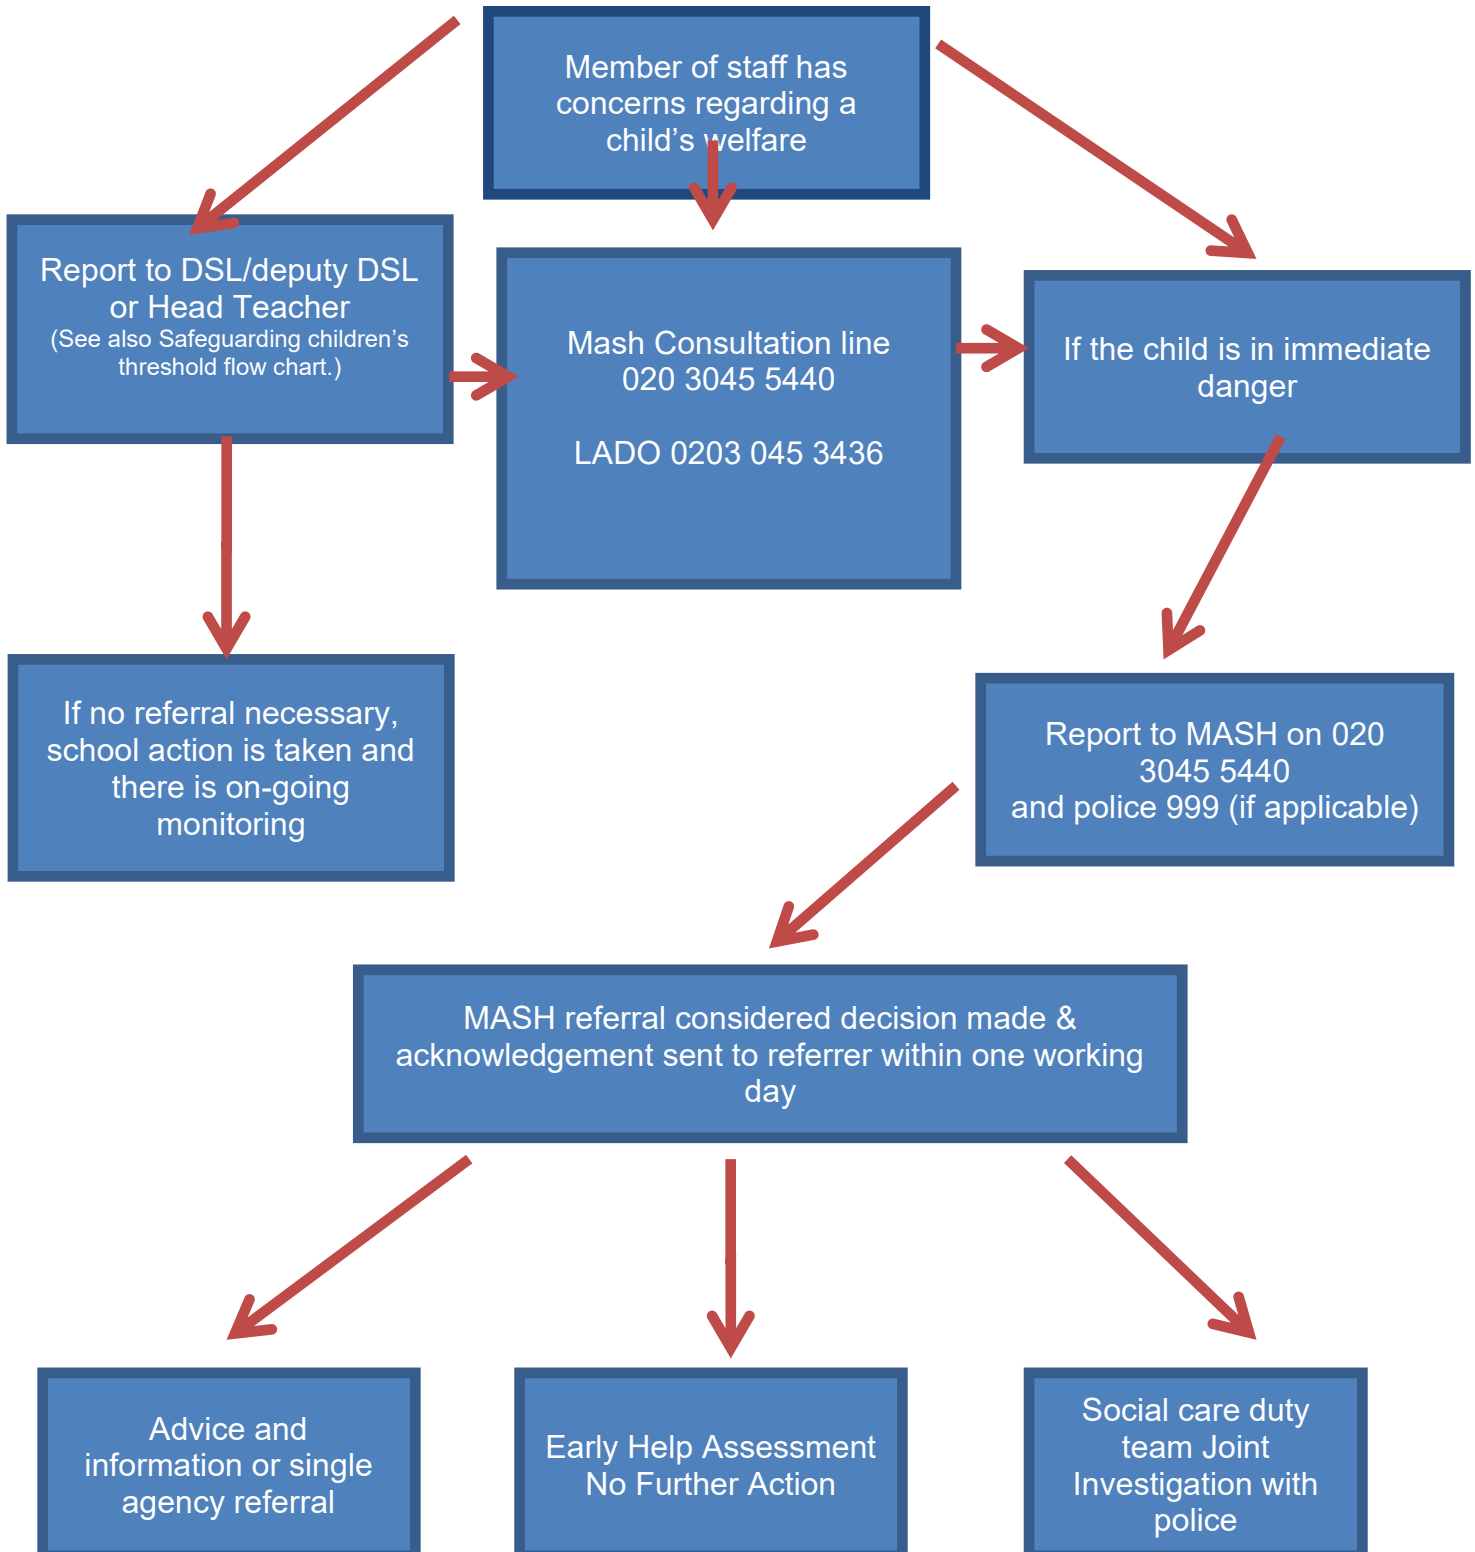 Member of staff has
concerns regarding a
child’s welfare
Report to DSL/deputy DSL
or Head Teacher
(See also Safeguarding children’s
threshold flow chart.)
Mash Consultation line
020 3045 5440
LADO 0203 045 3436
If the child is in immediate
danger
If no referral necessary,
school action is taken and
there is on-going
monitoring
Report to MASH on 020
3045 5440
and police 999 (if applicable)
MASH referral considered decision made &
acknowledgement sent to referrer within one working
day
Advice and
information or single
agency referral
Early Help Assessment
No Further Action
Social care duty
team Joint
Investigation with
police